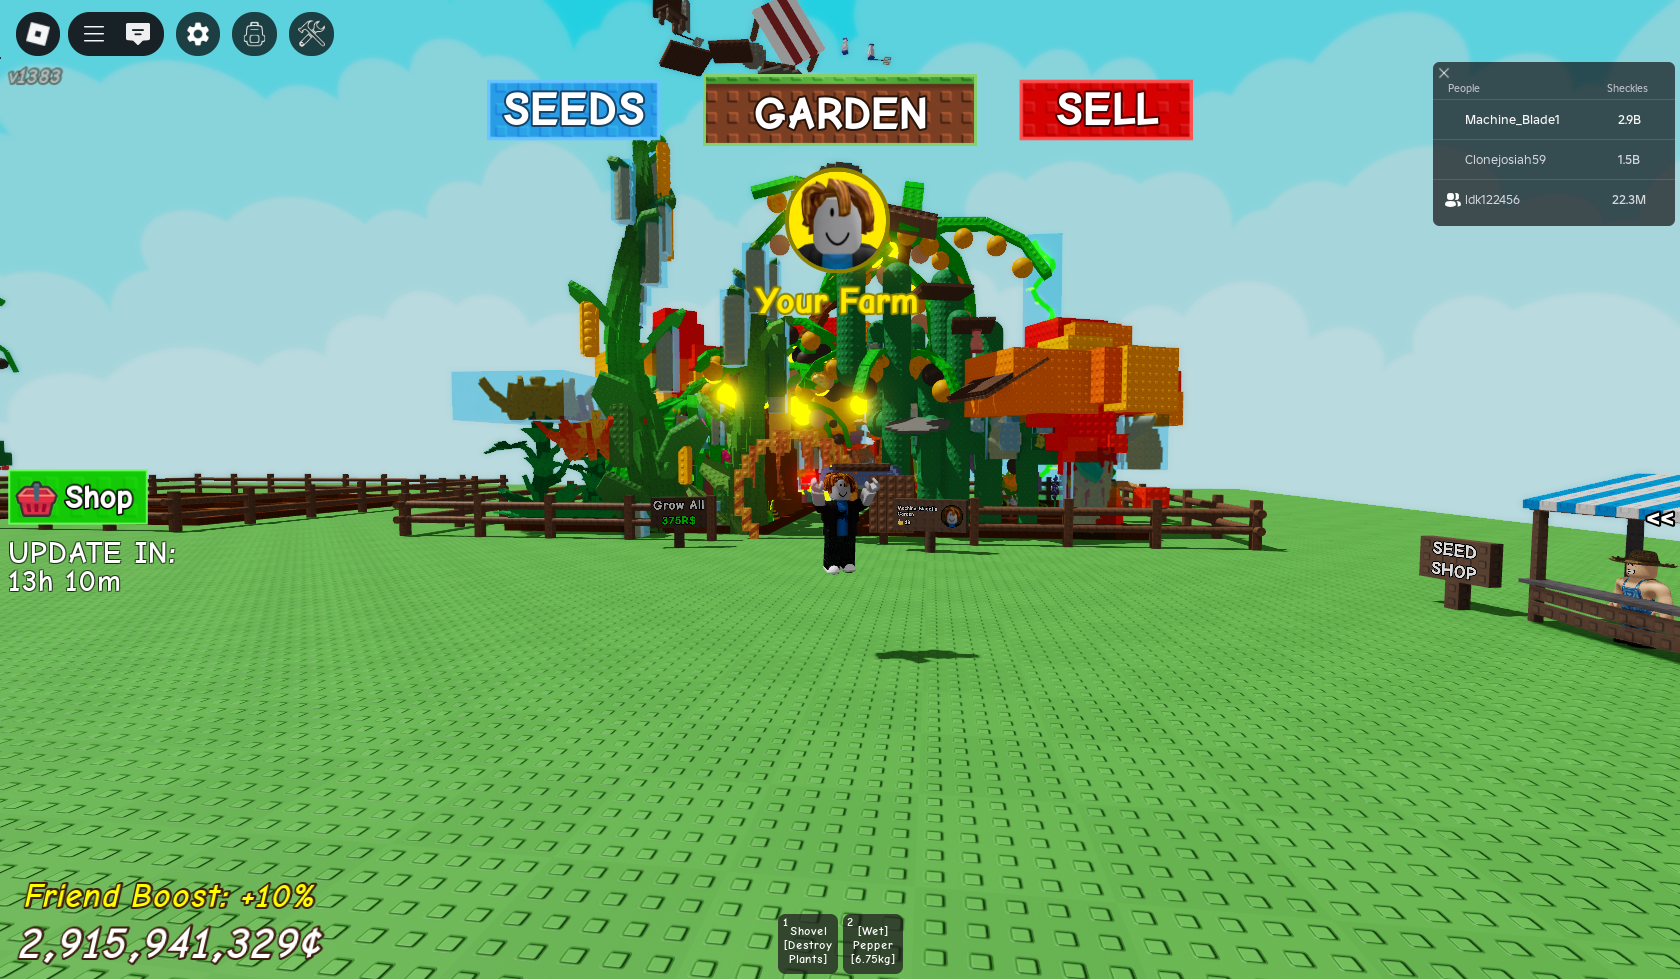 v1383
SEEDS
GARDEN
SELL
People Sheckles
Machine_Blade1 2.9B
Clonejosiah59 1.5B
Idk122456 22.3M
Your Farm
Shop
UPDATE IN:
13h 10m
Grow All
375R$
Garden
<<
SEED
SHOP
Friend Boost: +10%
2,915,941,329¢
1
Shovel
[Destroy
Plants]
2
[Wet]
Pepper
[6.75kg]